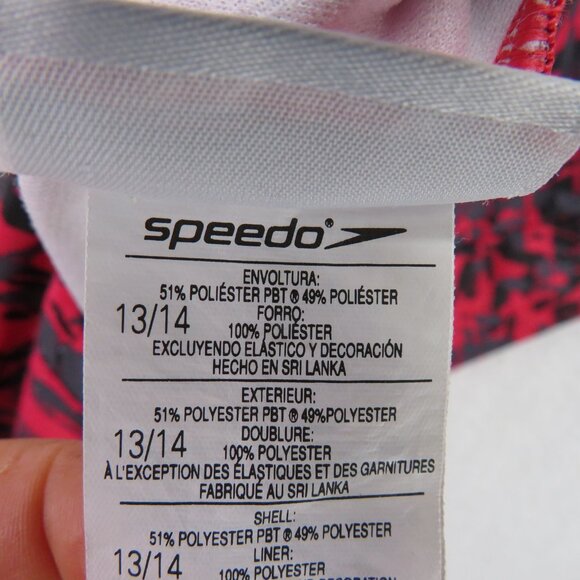 speedo®
ENVOLTURA:
51% POLIÉSTER PBT ® 49% POLIÉSTER
FORRO:
13/14
100% POLIÉSTER
EXCLUYENDO ELÁSTICO Y DECORACIÓN
HECHO EN SRI LANKA
EXTERIEUR:
51% POLYESTER PBT ® 49%POLYESTER
DOUBLURE:
13/14
100% POLYESTER
À L'EXCEPTION DES ÉLASTIQUES ET DES GARNITURES
FABRIQUÉ AU SRI LANKA
SHELL:
51% POLYESTER PBT ® 49% POLYESTER
LINER:
13/14
100% POLYESTER